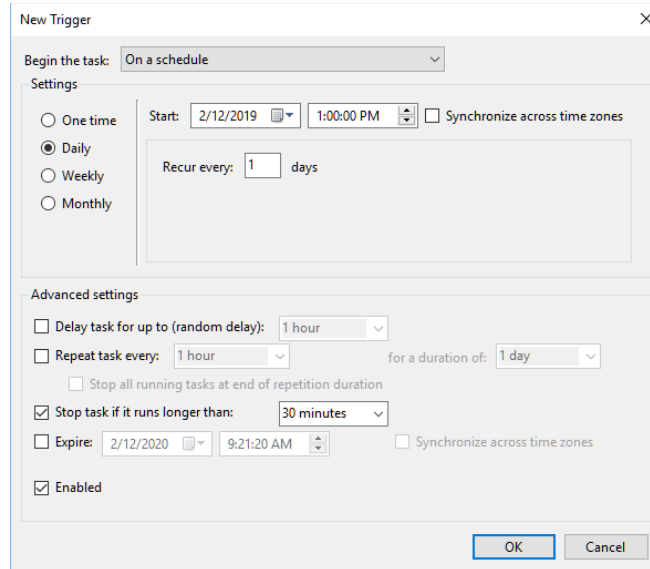 New Trigger
Begin the task: On a schedule
Settings
One time
Start: 2/12/2019 1:00:00 PM Synchronize across time zones
Daily
Recur every: 1 days
Weekly
Monthly
Advanced settings
Delay task for up to (random delay): 1 hour
Repeat task every: 1 hour for a duration of: 1 day
Stop all running tasks at end of repetition duration
Stop task if it runs longer than: 30 minutes
Expire: 2/12/2020 9:21:20 AM Synchronize across time zones
Enabled
OK Cancel